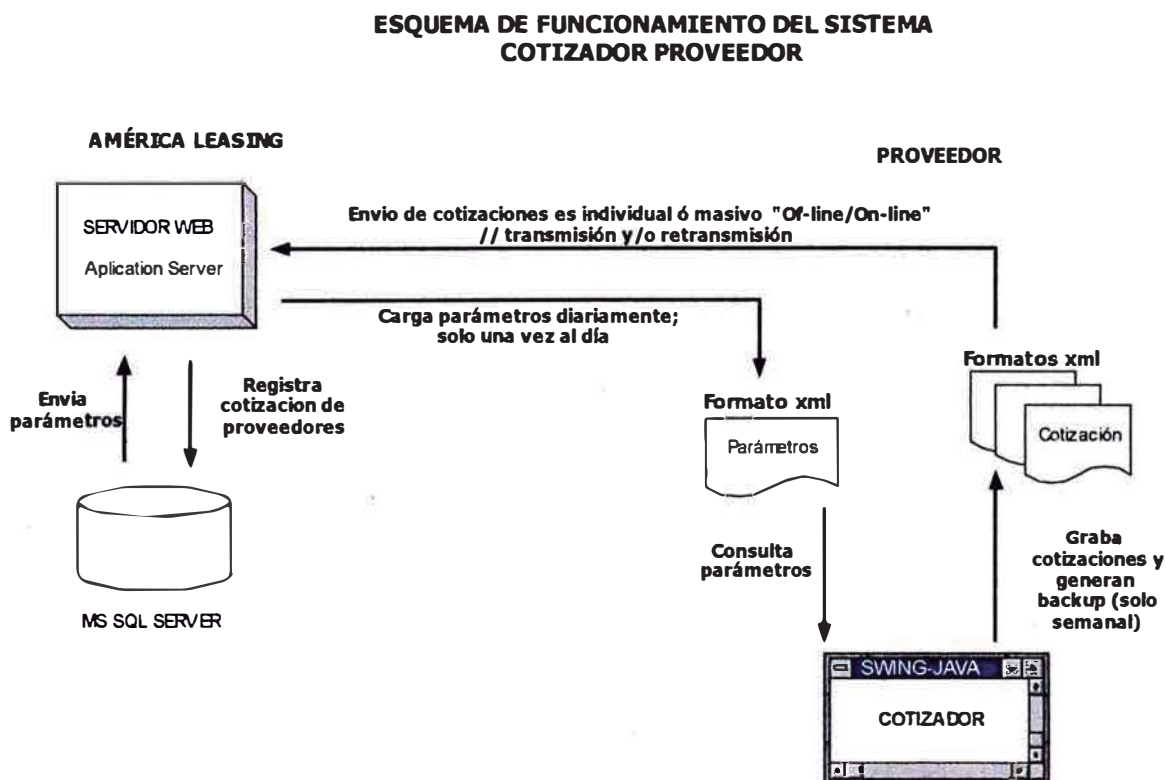 ESQUEMA DE FUNCIONAMIENTO DEL SISTEMA
COTIZADOR PROVEEDOR
AMÉRICA LEASING
PROVEEDOR
SERVIDOR WEB
Aplication Server
Envio de cotizaciones es individual ó masivo "Of-line/On-line"
// transmisión y/o retransmisión
Carga parámetros diariamente;
solo una vez al día
Envia
parámetros
Registra
cotizacion de
proveedores
Formato xml
Parámetros
Formatos xml
Cotización
MS SQL SERVER
Consulta
parámetros
Graba
cotizaciones y
generan
backup (solo
semanal)
SWING-JAVA
COTIZADOR